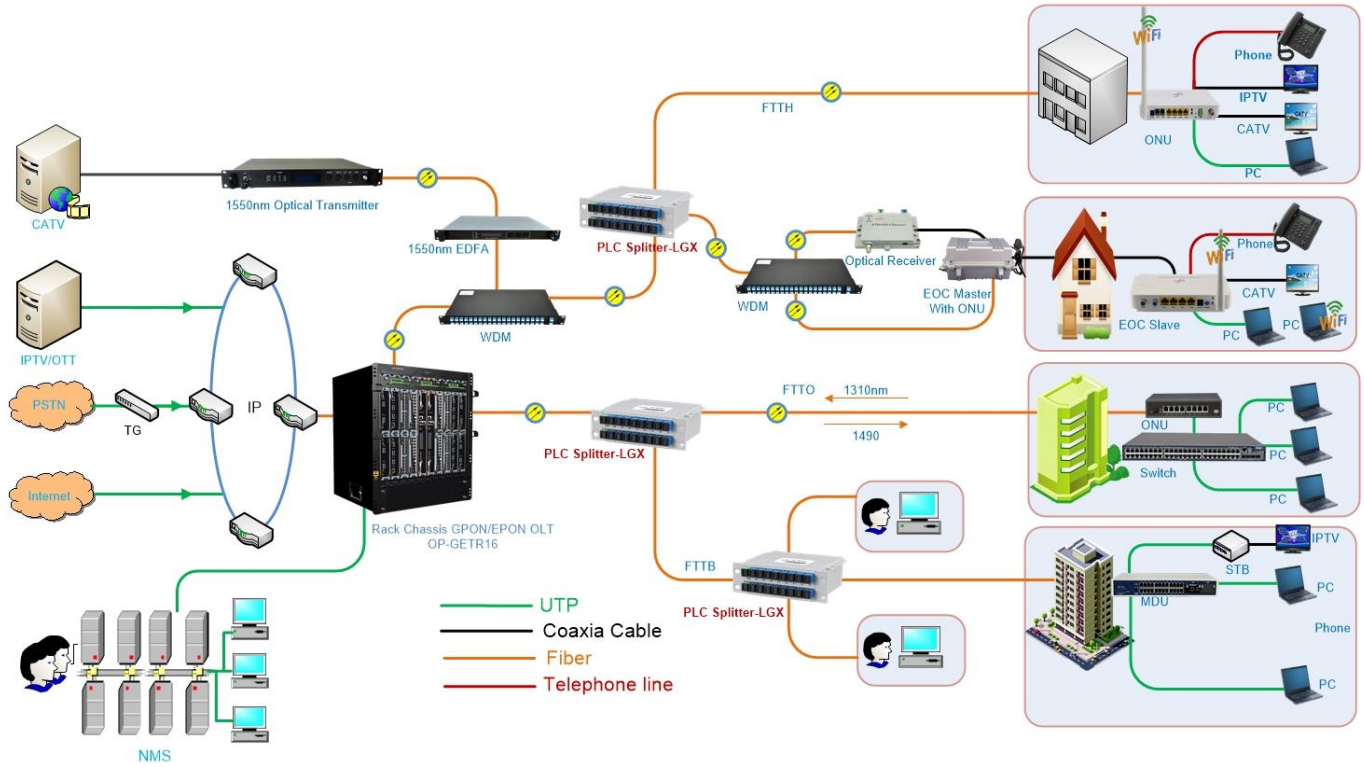 WiFi
Phone
FTTH
IPTV
ONU
CATV
PC
1550nm Optical Transmitter
CATV
1550nm EDFA
PLC Splitter-LGX
Optical Receiver
Phone
WiFi
WDM
EOC Master
With ONU
CATV
EOC Slave
PC
PC
WiFi
WDM
IPTV/OTT
PSTN
TG
IP
FTTO
1310nm
1490
PC
ONU
PC
PLC Splitter-LGX
Switch
PC
Internet
Rack Chassis GPON/EPON OLT
OP-GETR16
IPTV
STB
FTTB
MDU
PC
PLC Splitter-LGX
Phone
PC
UTP
Coaxia Cable
Fiber
Telephone line
NMS